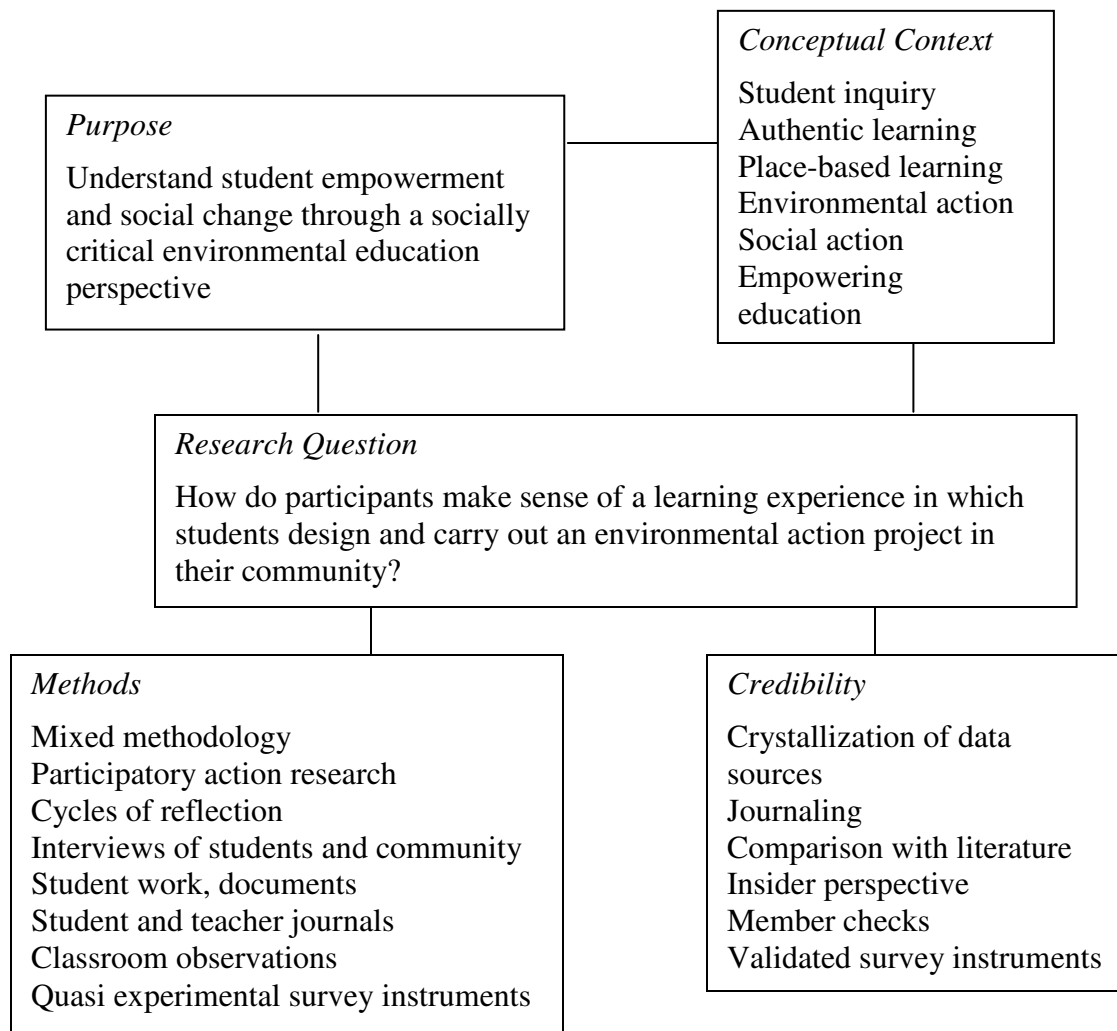 Purpose
Understand student empowerment
and social change through a socially
critical environmental education
perspective
Conceptual Context
Student inquiry
Authentic learning
Place-based learning
Environmental action
Social action
Empowering
education
Research Question
How do participants make sense of a learning experience in which
students design and carry out an environmental action project in
their community?
Methods
Mixed methodology
Participatory action research
Cycles of reflection
Interviews of students and community
Student work, documents
Student and teacher journals
Classroom observations
Quasi experimental survey instruments
Credibility
Crystallization of data
sources
Journaling
Comparison with literature
Insider perspective
Member checks
Validated survey instruments